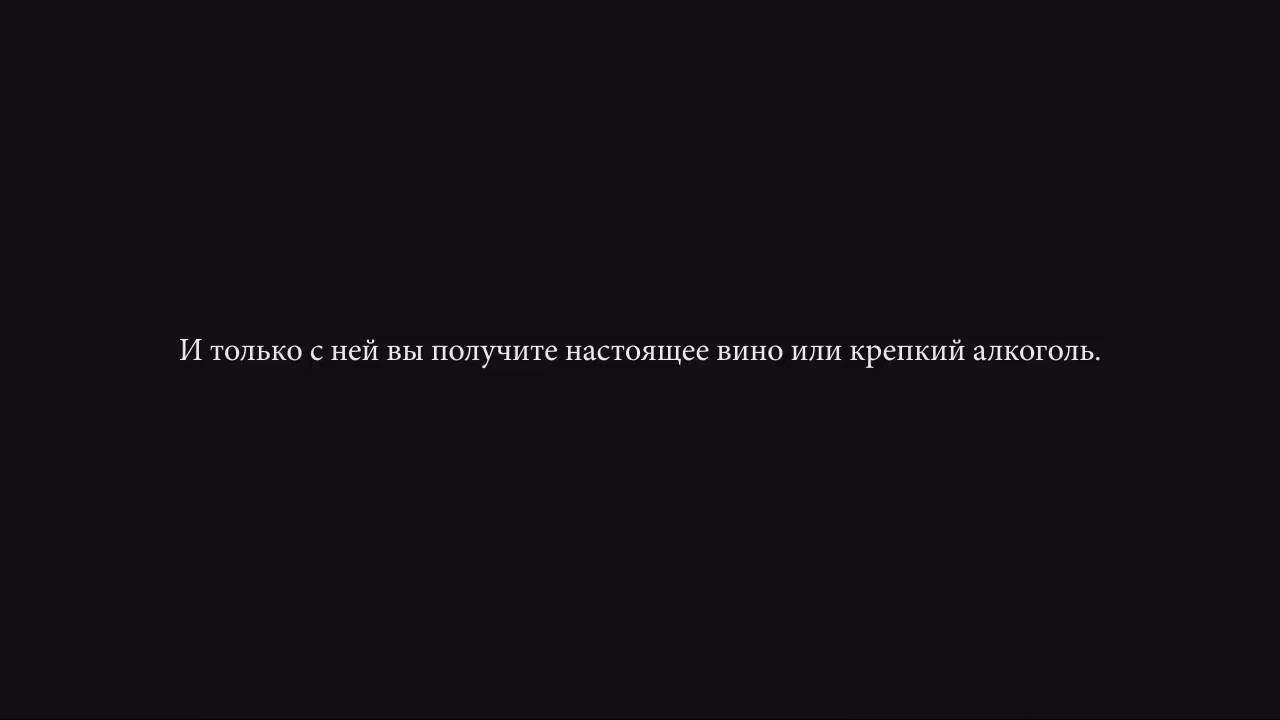 И только с ней вы получите настоящее вино или крепкий алкоголь.